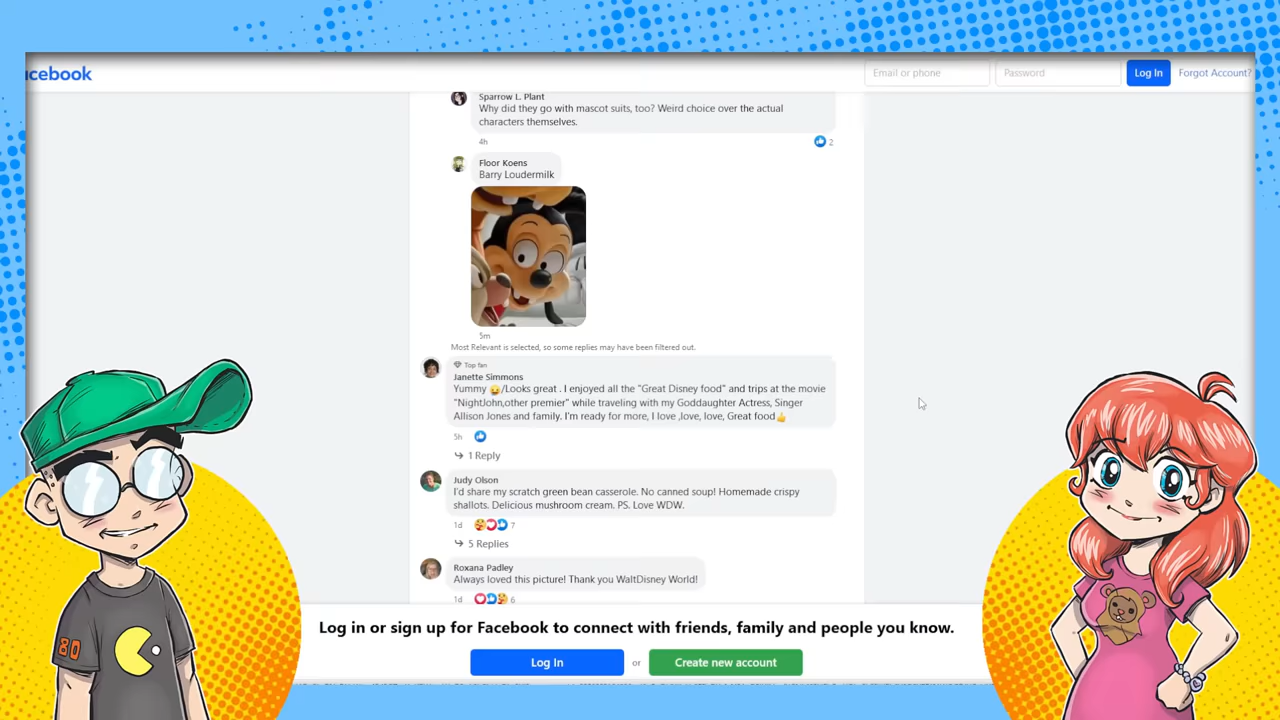 acebook
Email or phone
Password
Log In
Forgot Account?
Sparrow L. Plant
Why did they go with mascot suits, too? Weird choice over the actual
characters themselves.
4h
2
Floor Koens
Barry Loudermilk
5m
Most Relevant is selected, so some replies may have been filtered out.
Top fan
Janette Simmons
Yummy 😜/Looks great . I enjoyed all the "Great Disney food" and trips at the movie
"NightJohn,other premier" while traveling with my Goddaughter Actress, Singer
Allison Jones and family. I'm ready for more, I love ,love, love, Great food👍
5h
1 Reply
Judy Olson
I'd share my scratch green bean casserole. No canned soup! Homemade crispy
shallots. Delicious mushroom cream. PS. Love WDW.
1d
7
5 Replies
Roxana Padley
Always loved this picture! Thank you WaltDisney World!
1d
6
Log in or sign up for Facebook to connect with friends, family and people you know.
Log In
or
Create new account
80